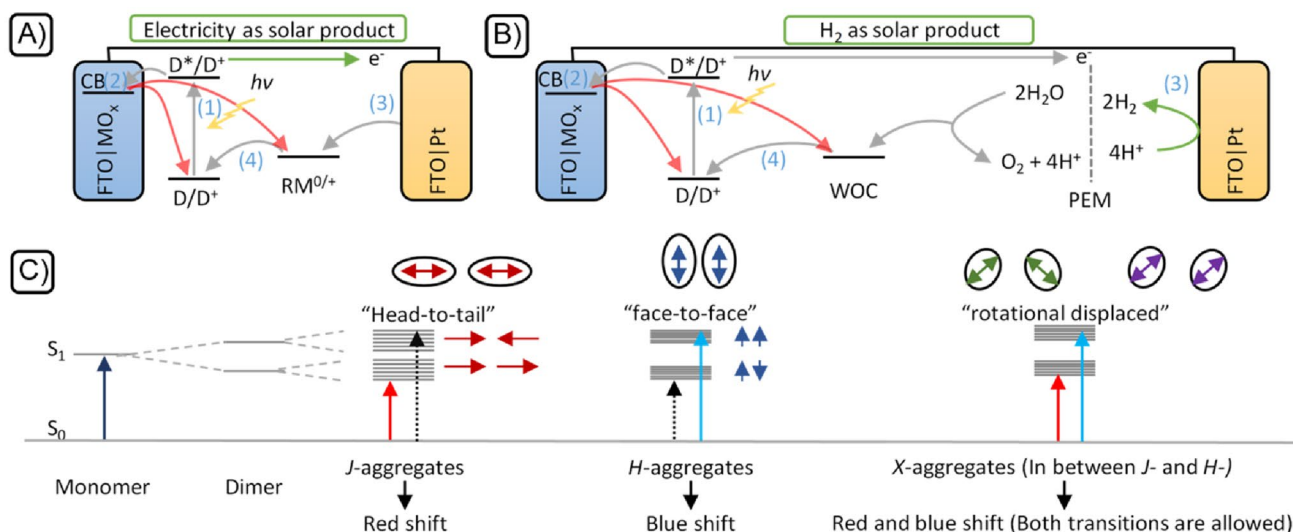 A)
Electricity as solar product
CB(2)
D*/D⁺
e⁻
hν
(1)
(3)
(4)
FTO|MOₓ
D/D⁺
RM⁰ᐟ⁺
FTO|Pt
B)
H₂ as solar product
CB(2)
D*/D⁺
e⁻
hν
(1)
(3)
2H₂O
2H₂
(4)
O₂ + 4H⁺
4H⁺
FTO|MOₓ
D/D⁺
WOC
PEM
FTO|Pt
C)
“Head-to-tail”
“face-to-face”
“rotational displaced”
S₁
S₀
Monomer
Dimer
J-aggregates
H-aggregates
X-aggregates (In between J- and H-)
Red shift
Blue shift
Red and blue shift (Both transitions are allowed)